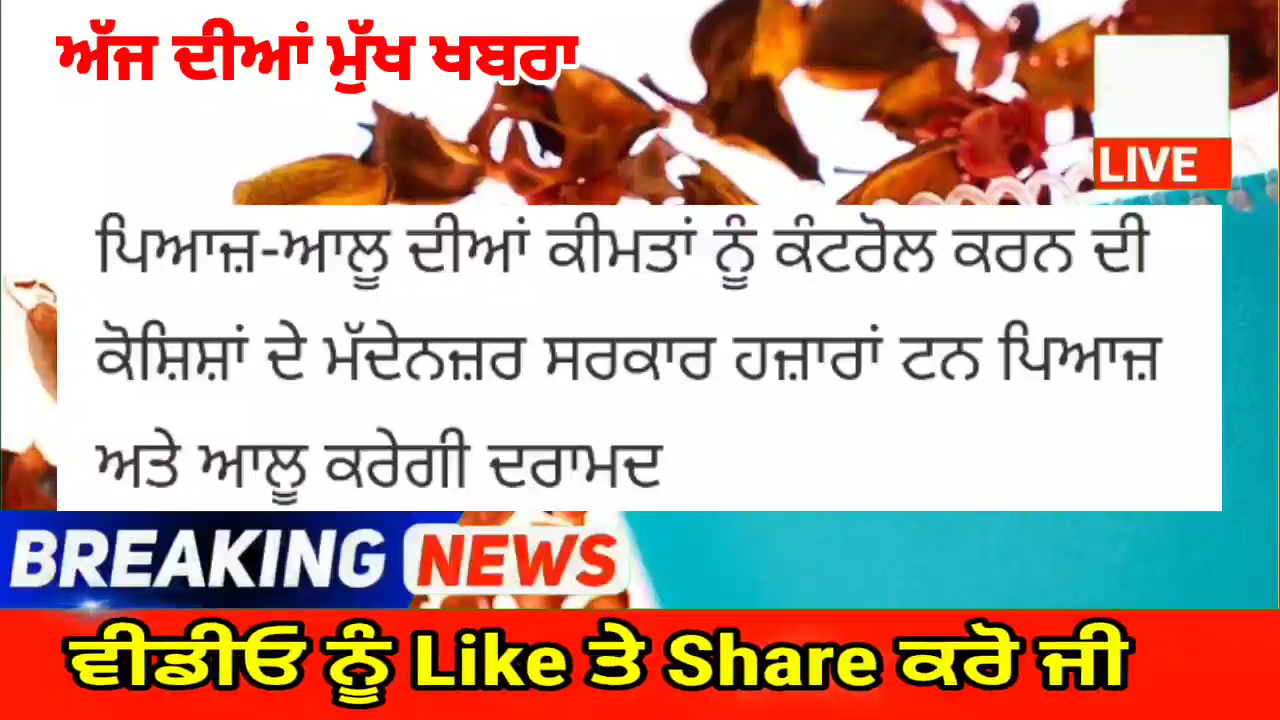 ਅੱਜ ਦੀਆਂ ਮੁੱਖ ਖਬਰਾ
LIVE
ਪਿਆਜ਼-ਆਲੂ ਦੀਆਂ ਕੀਮਤਾਂ ਨੂੰ ਕੰਟਰੋਲ ਕਰਨ ਦੀ
ਕੋਸ਼ਿਸ਼ਾਂ ਦੇ ਮੱਦੇਨਜ਼ਰ ਸਰਕਾਰ ਹਜ਼ਾਰਾਂ ਟਨ ਪਿਆਜ਼
ਅਤੇ ਆਲੂ ਕਰੇਗੀ ਦਰਾਮਦ
BREAKING NEWS
ਵੀਡੀਓ ਨੂੰ Like ਤੇ Share ਕਰੋ ਜੀ